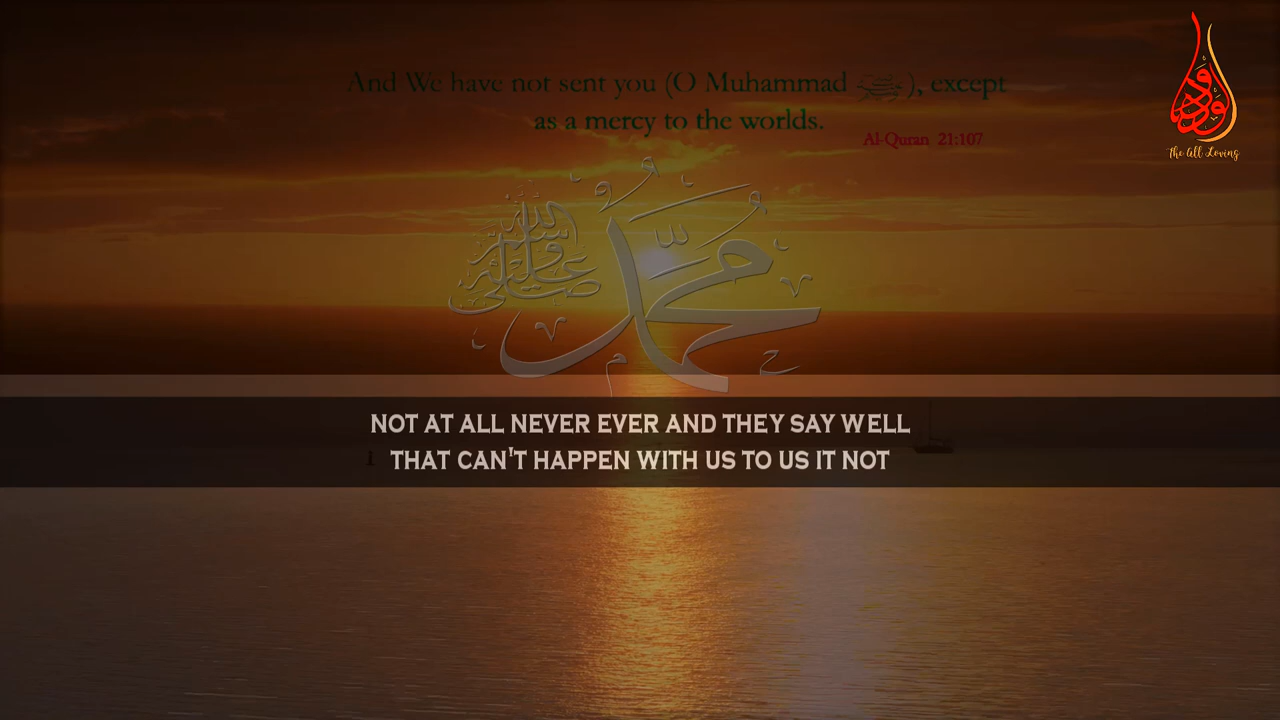 And We have not sent you (O Muhammad ﷺ), except
as a mercy to the worlds.
Al-Quran 21:107
الودود
The All Loving
محمد
صلى الله عليه وسلم
NOT AT ALL NEVER EVER AND THEY SAY WELL
THAT CAN'T HAPPEN WITH US TO US IT NOT